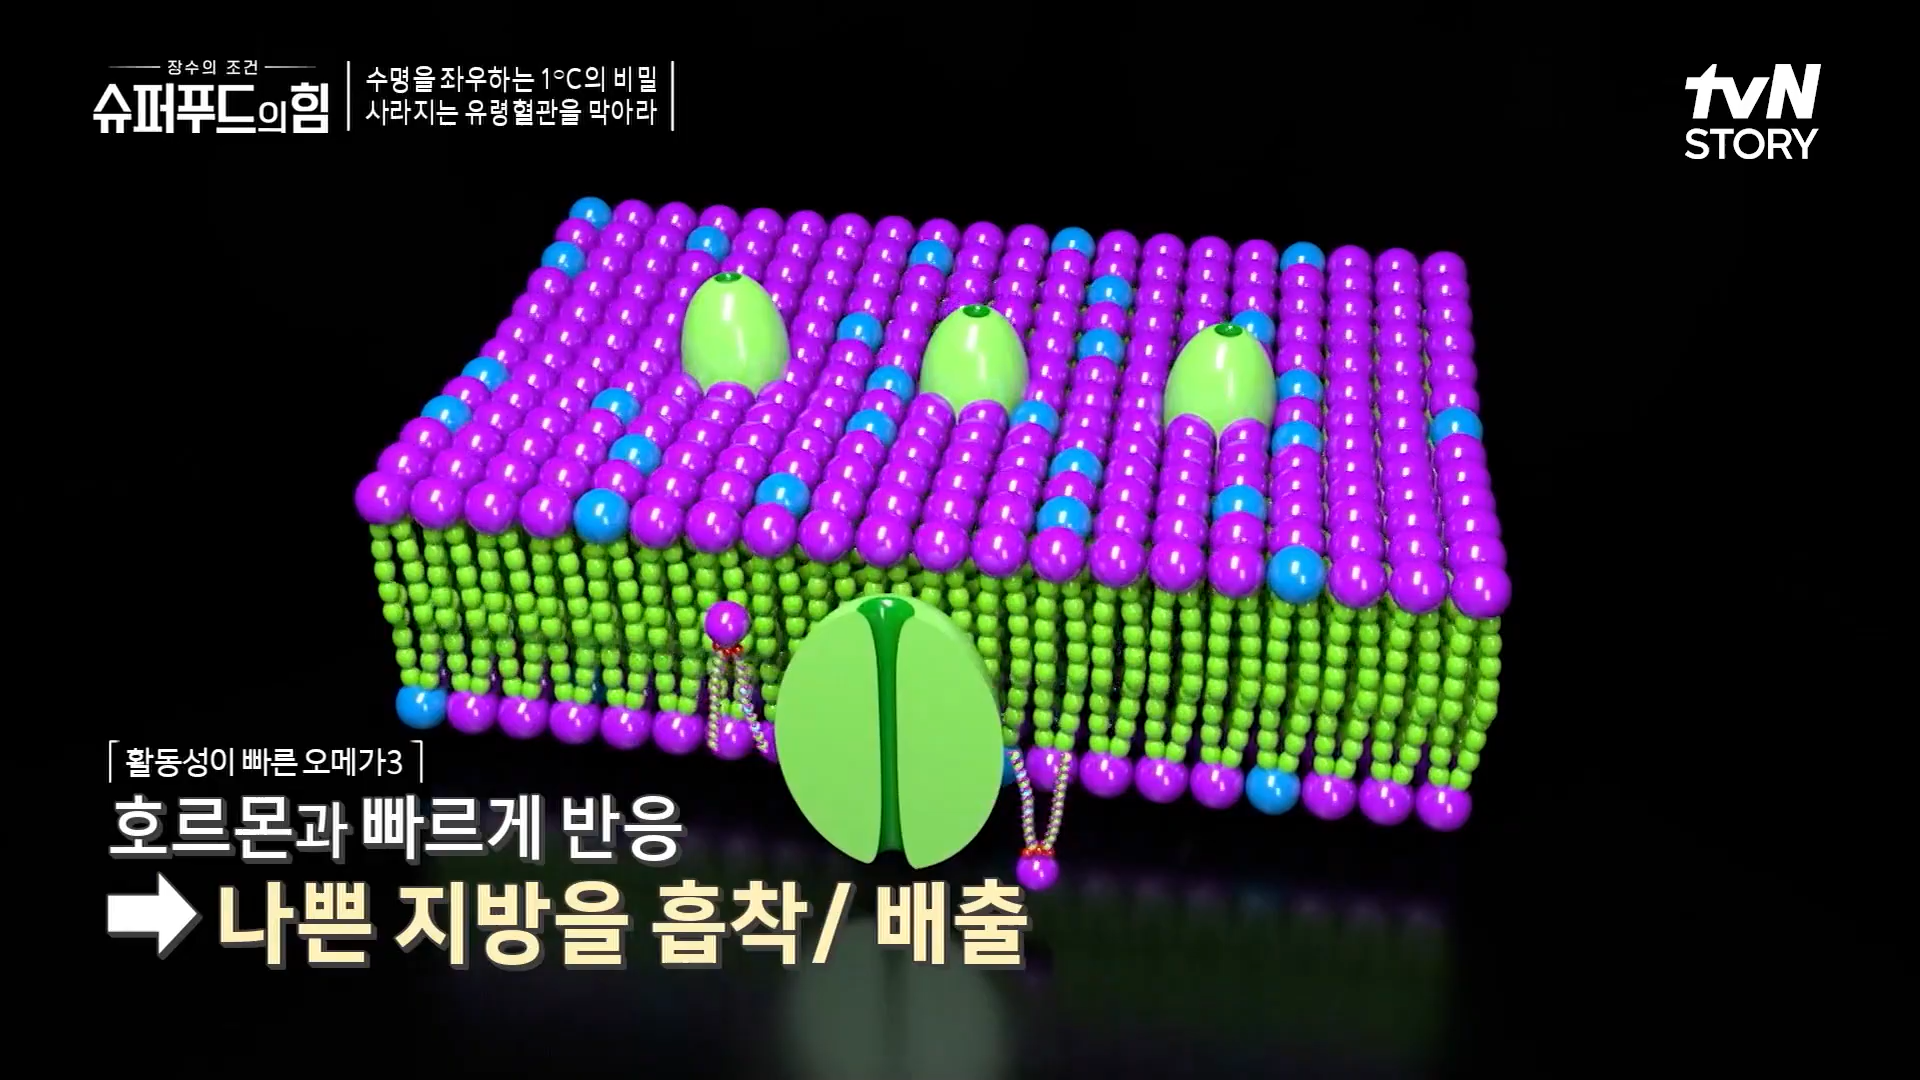 장수의 조건
슈퍼푸드의 힘
수명을 좌우하는 1°C의 비밀
사라지는 유령혈관을 막아라
tvN
STORY
「활동성이 빠른 오메가3」
호르몬과 빠르게 반응
➡ 나쁜 지방을 흡착/ 배출